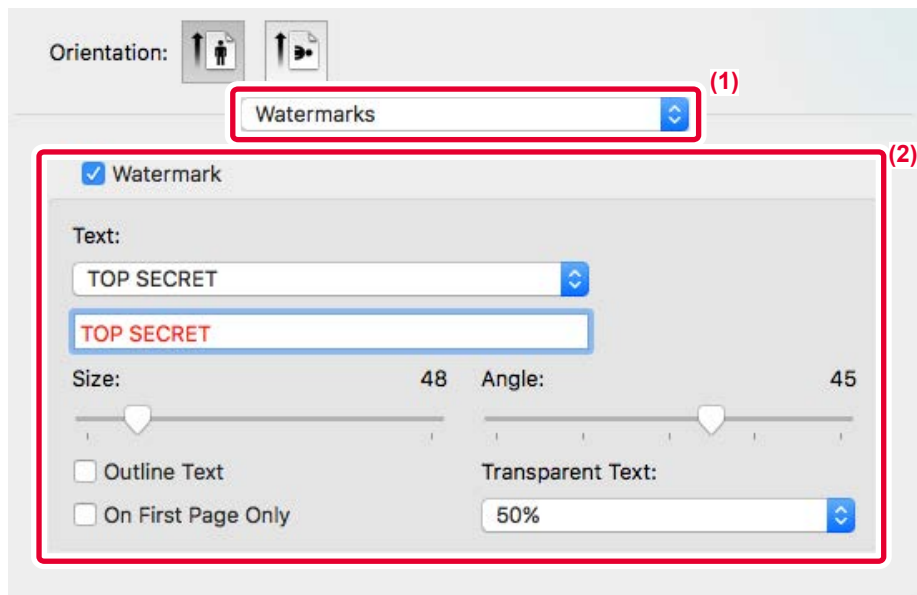 Orientation:
(1)
Watermarks
(2)
Watermark
Text:
TOP SECRET
TOP SECRET
Size: 48 Angle: 45
Outline Text Transparent Text:
On First Page Only 50%